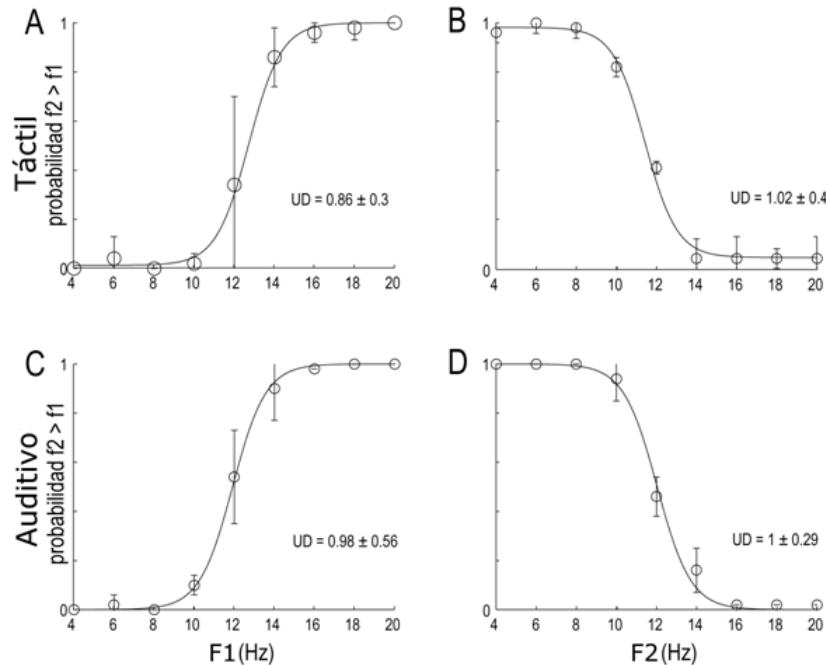 A
B
Táctil
probabilidad f2 > f1
1
0
UD = 0.86 ± 0.3
4 6 8 10 12 14 16 18 20
1
0
UD = 1.02 ± 0.4
4 6 8 10 12 14 16 18 20
C
D
Auditivo
probabilidad f2 > f1
1
0
UD = 0.98 ± 0.56
4 6 8 10 12 14 16 18 20
F1(Hz)
1
0
UD = 1 ± 0.29
4 6 8 10 12 14 16 18 20
F2(Hz)